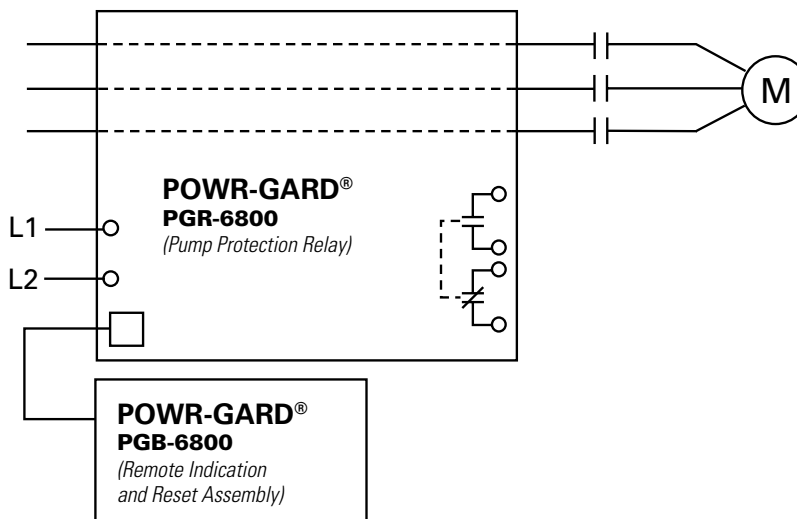 M
POWR-GARD®
PGR-6800
(Pump Protection Relay)
L1
L2
POWR-GARD®
PGB-6800
(Remote Indication
and Reset Assembly)